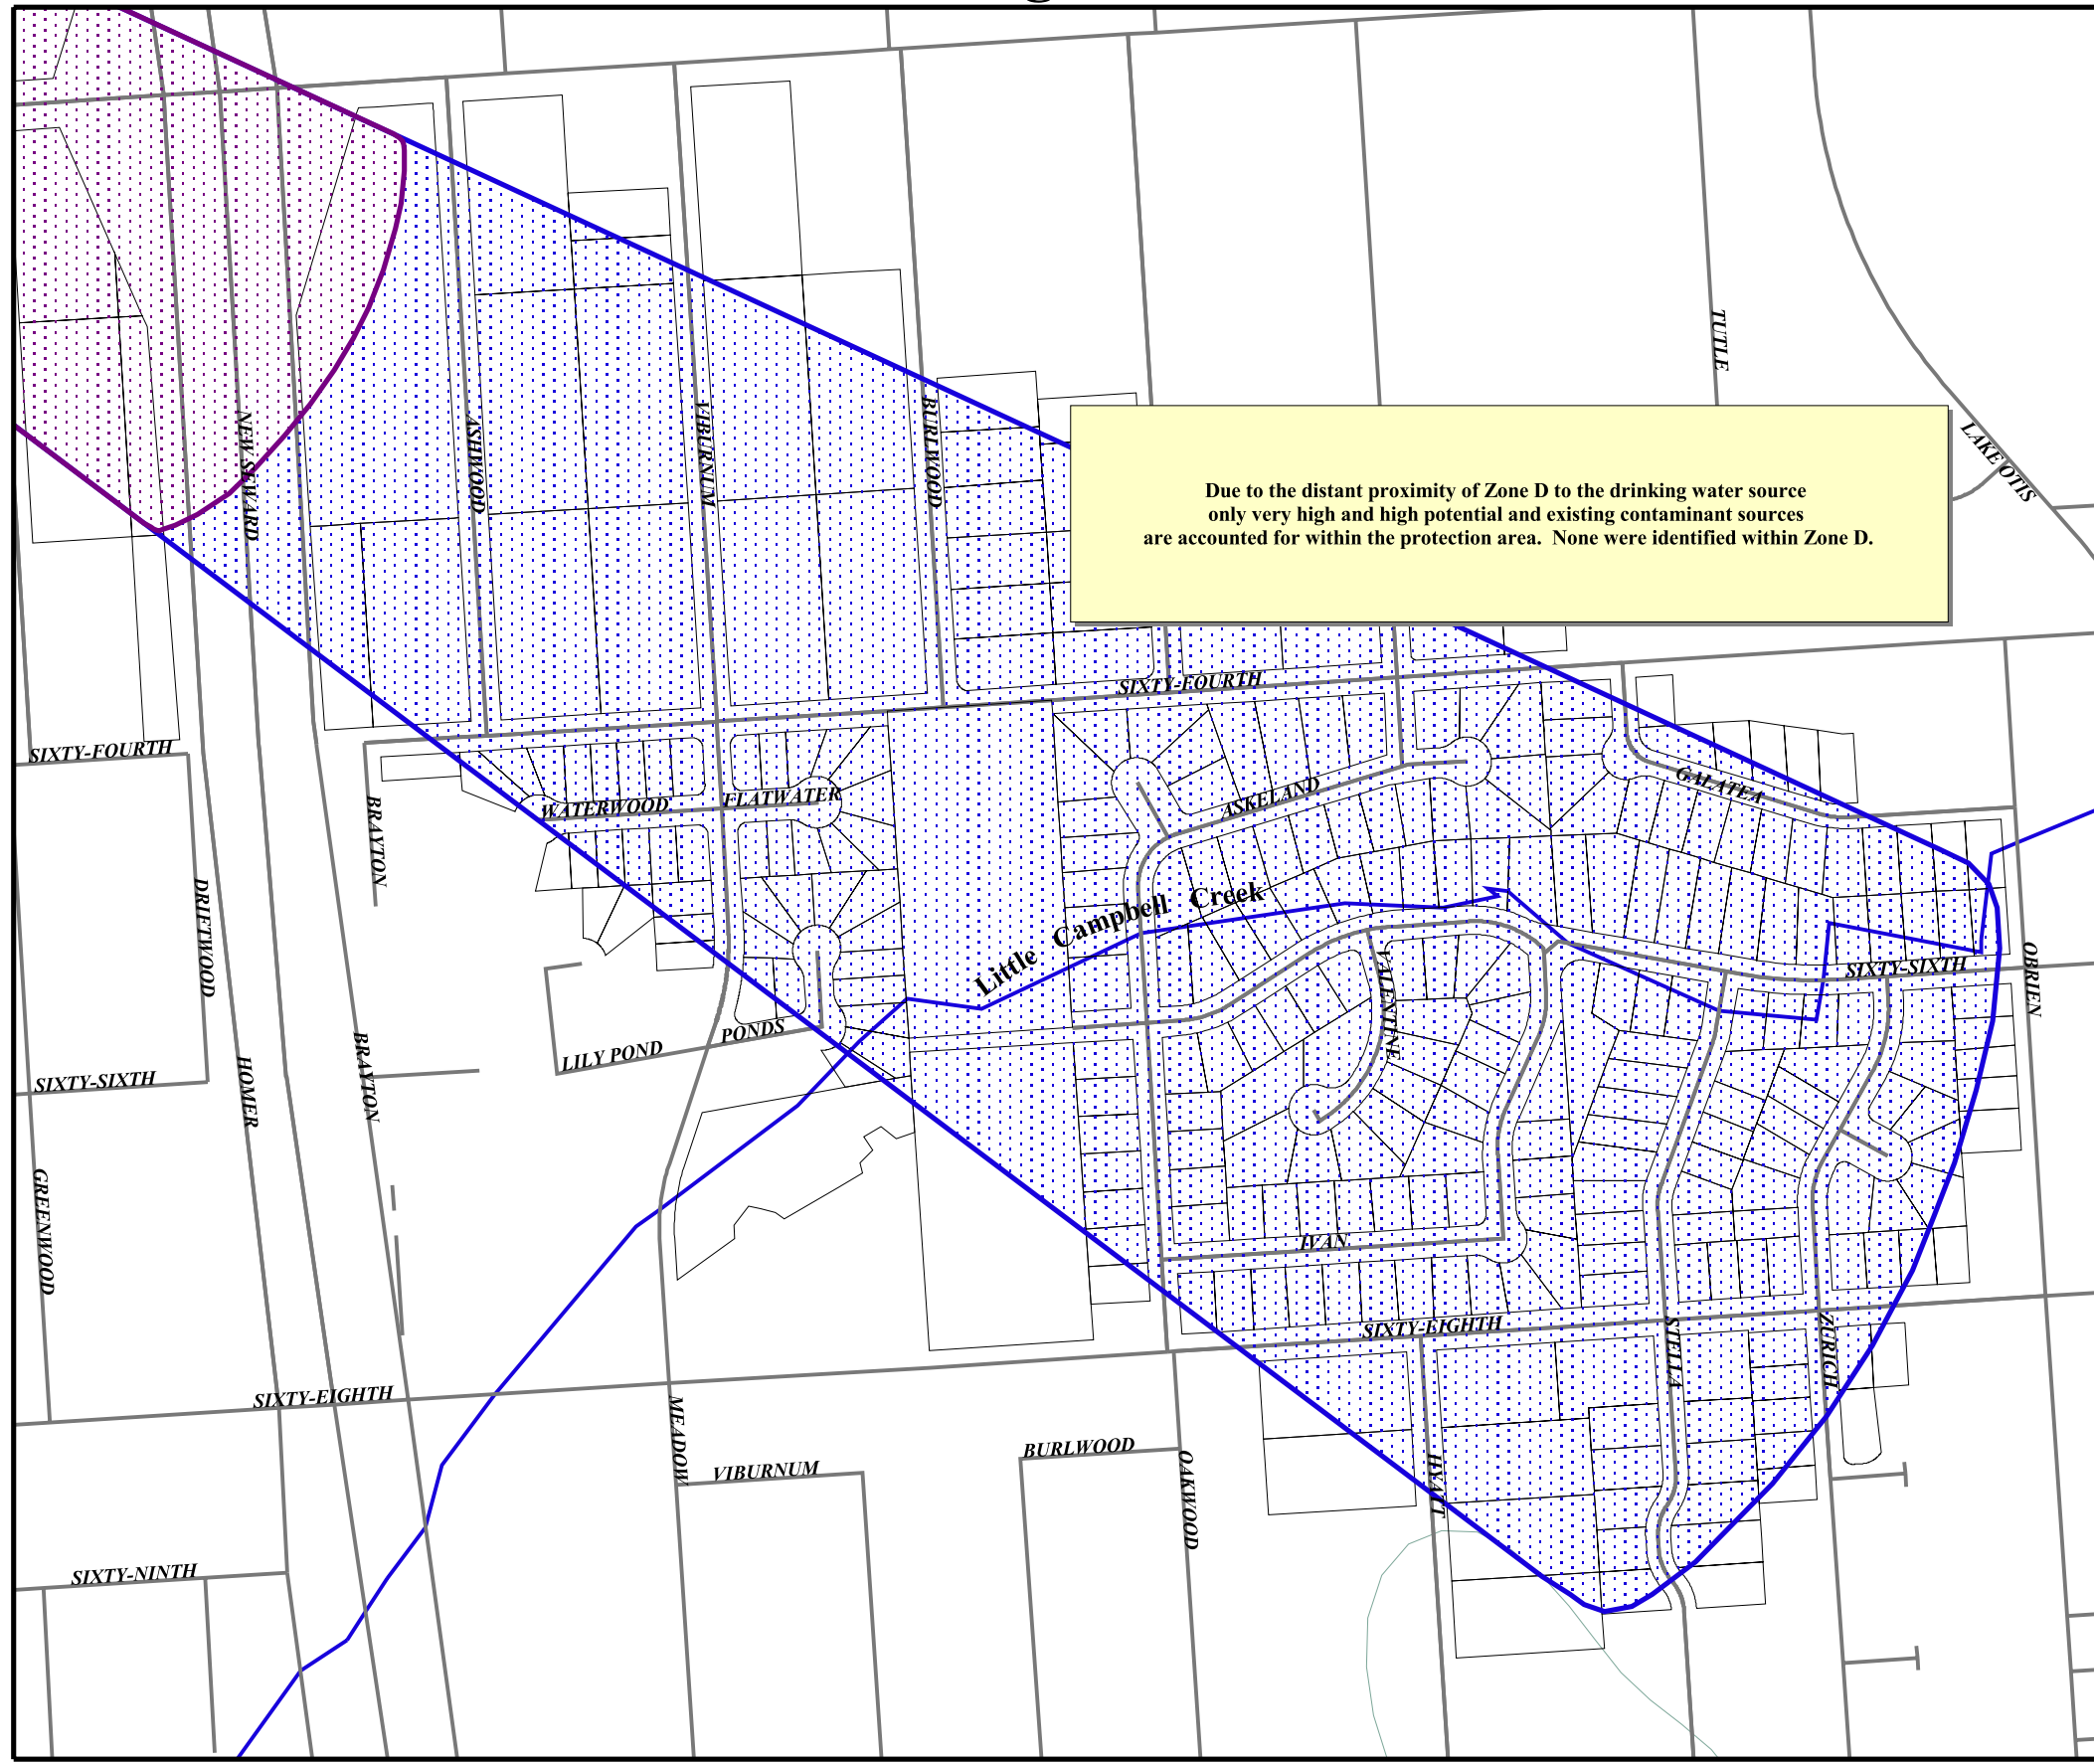 TUTLE
LAKE OTIS
NEW SEWARD
ASHWOOD
VIBURNUM
BURLWOOD
Due to the distant proximity of Zone D to the drinking water source
only very high and high potential and existing contaminant sources
are accounted for within the protection area.  None were identified within Zone D.
SIXTY-FOURTH
SIXTY-FOURTH
BRAYTON
WATERWOOD
FLATWATER
ASKELAND
GALATEA
DRIFTWOOD
Little Campbell Creek
VALENTINE
SIXTY-SIXTH
OBRIEN
LILY POND
PONDS
SIXTY-SIXTH
HOMER
BRAYTON
GREENWOOD
IVAN
SIXTY-EIGHTH
STELLA
ZURICH
SIXTY-EIGHTH
MEADOW
VIBURNUM
BURLWOOD
OAKWOOD
HYATT
SIXTY-NINTH